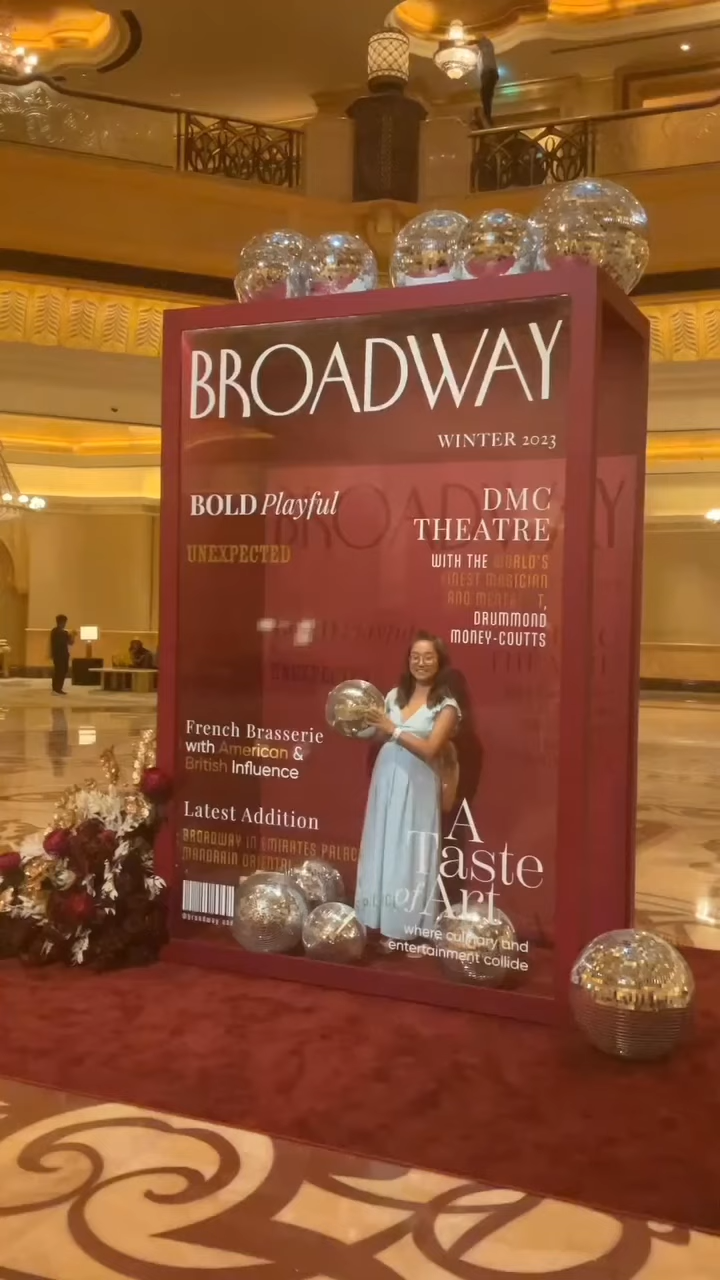 BROADWAY
WINTER 2023
BOLD Playful
UNEXPECTED
DMC
THEATRE
WITH THE WORLD'S
FINEST MAGICIAN
AND
DRUMMOND
MONEY-COUTTS
French Brasserie
with American &
British Influence
Latest Addition
BROADWAY IN EMIRATES PALACE
MANDRAIN ORIENTAL
A
Taste
of Art
where culinary and
entertainment collide